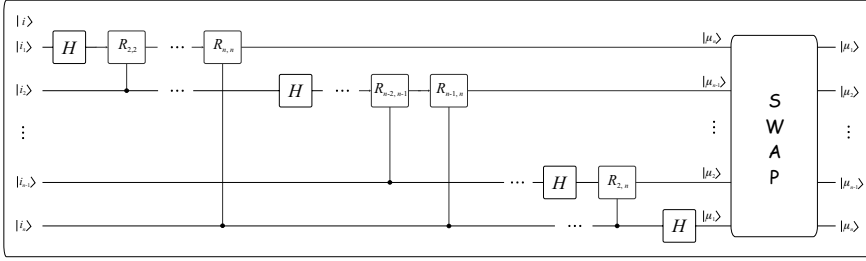 |i⟩
|i₁⟩ H R₂,₂ ... Rₙ,ₙ |μₙ⟩ |μ₁⟩
|i₂⟩ ... H ... Rₙ₋₂,ₙ₋₁ Rₙ₋₁,ₙ |μₙ₋₁⟩ |μ₂⟩
⋮ ⋮ ⋮
S
W
A
P
|iₙ₋₁⟩ ... H R₂,ₙ |μ₂⟩ |μₙ₋₁⟩
|iₙ⟩ ... H |μ₁⟩ |μₙ⟩